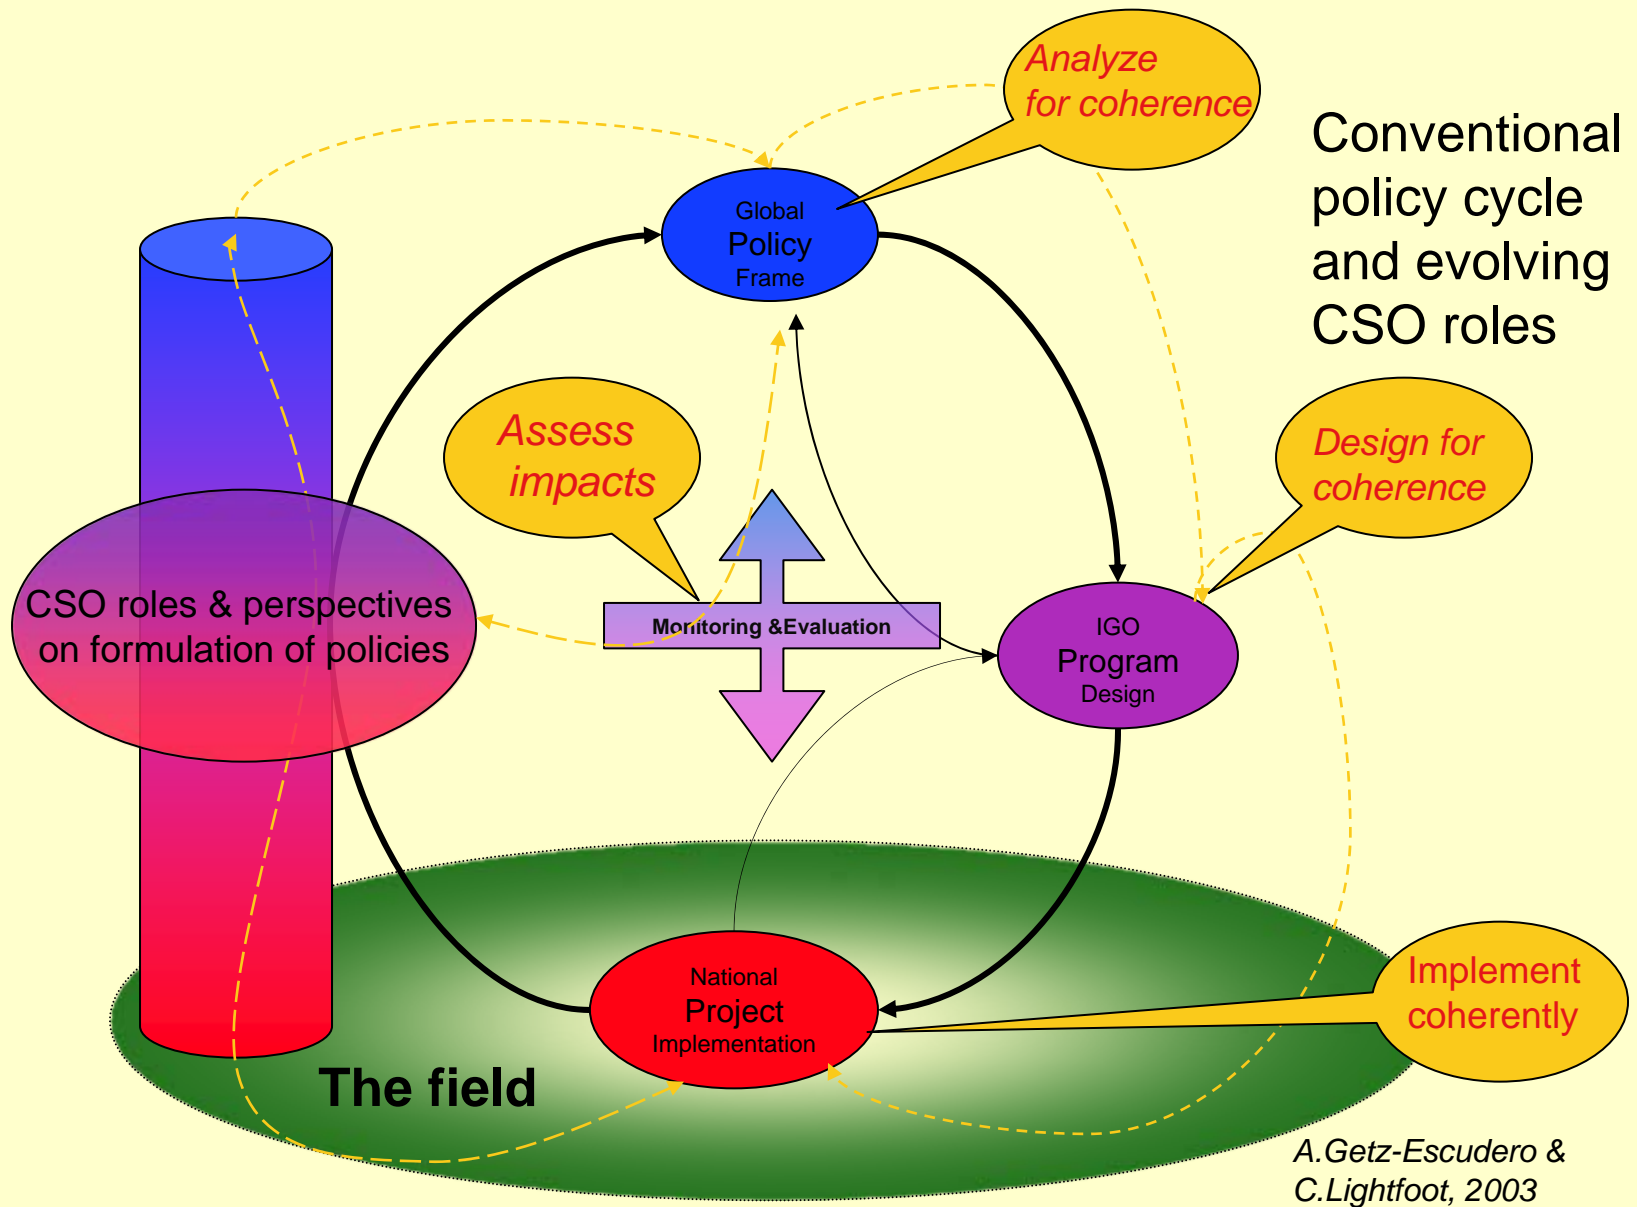 Analyze
for coherence
Conventional
policy cycle
and evolving
CSO roles
Global
Policy
Frame
Assess
impacts
Design for
coherence
CSO roles & perspectives
on formulation of policies
Monitoring &Evaluation
IGO
Program
Design
National
Project
Implementation
Implement
coherently
The field
A.Getz-Escudero &
C.Lightfoot, 2003